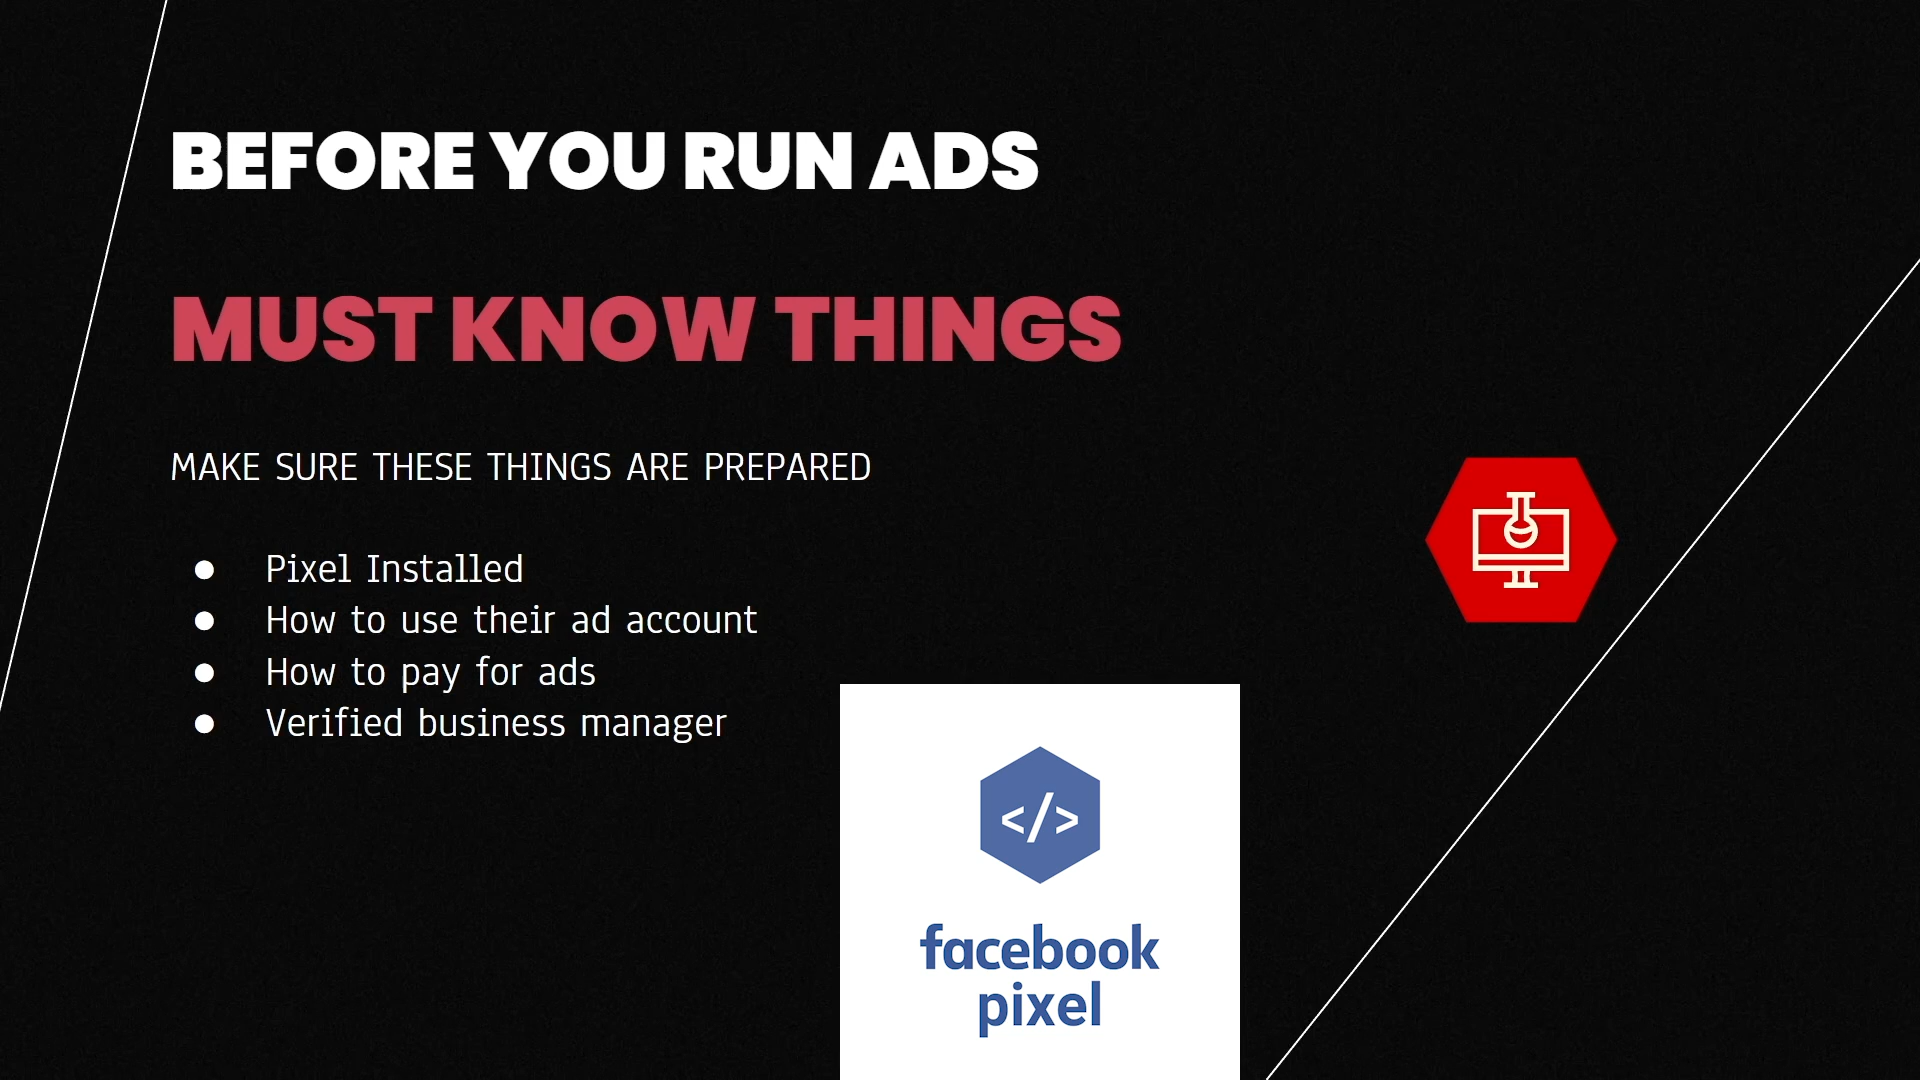 BEFORE YOU RUN ADS
MUST KNOW THINGS
MAKE SURE THESE THINGS ARE PREPARED
● Pixel Installed
● How to use their ad account
● How to pay for ads
● Verified business manager
</>
facebook
pixel